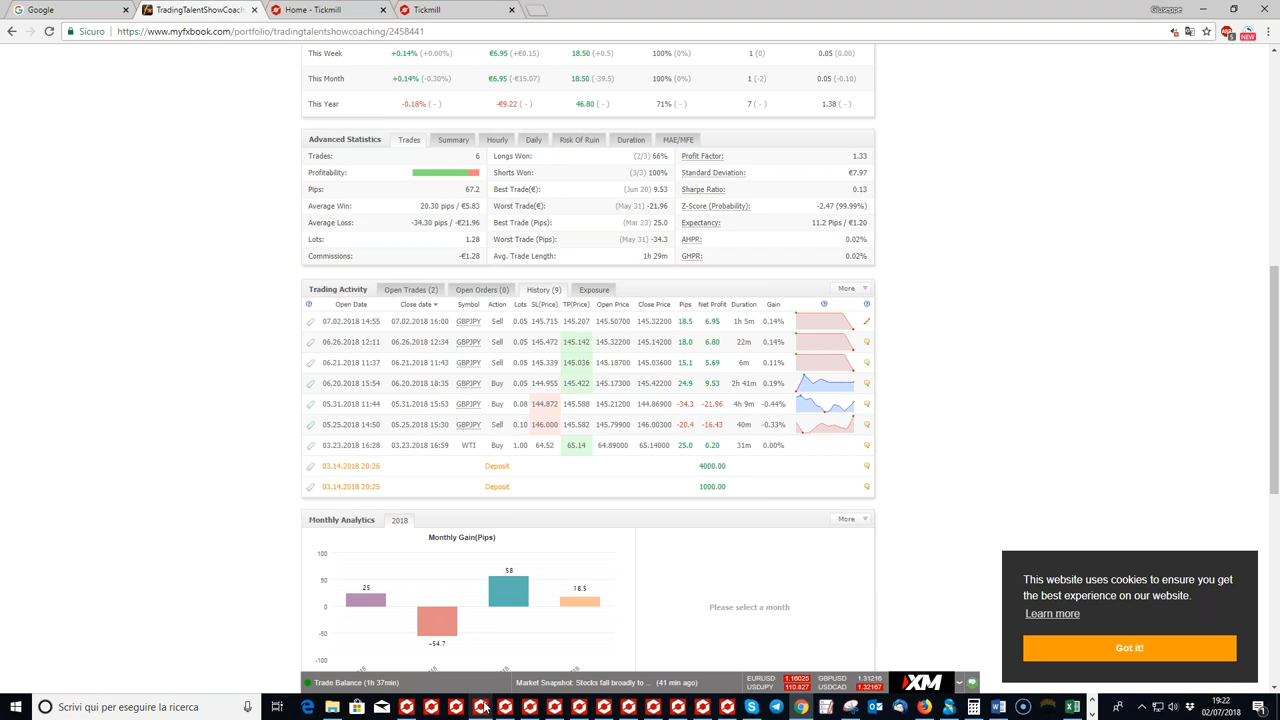 Google
TradingTalentShowCoach
Home - Tickmill
Tickmill
Giuseppe
Sicuro
https://www.myfxbook.com/portfolio/tradingtalentshowcoaching/2458441
This Week +0.14% (+0.00%) €6.95 (+€0.15) 18.50 (+0.5) 100% (0%) 1 (0) 0.05 (0.00)
This Month +0.14% (-0.30%) €6.95 (-€15.07) 18.50 (-39.5) 100% (0%) 1 (-2) 0.05 (-0.10)
This Year -0.18% ( - ) -€9.22 ( - ) 46.80 ( - ) 71% ( - ) 7 ( - ) 1.38 ( - )
Advanced Statistics Trades Summary Hourly Daily Risk Of Ruin Duration MAE/MFE
Trades: 6 Longs Won: (2/3) 66% Profit Factor: 1.33
Profitability: Shorts Won: (3/3) 100% Standard Deviation: €7.97
Pips: 67.2 Best Trade(€): (Jun 20) 9.53 Sharpe Ratio: 0.13
Average Win: 20.30 pips / €5.83 Worst Trade(€): (May 31) -21.96 Z-Score (Probability): -2.47 (99.99%)
Average Loss: -34.30 pips / -€21.96 Best Trade (Pips): (Mar 23) 25.0 Expectancy: 11.2 Pips / €1.20
Lots: 1.28 Worst Trade (Pips): (May 31) -34.3 AHPR: 0.02%
Commissions: -€1.28 Avg. Trade Length: 1h 29m GHPR: 0.02%
Trading Activity Open Trades (2) Open Orders (0) History (9) Exposure More
Open Date Close date Symbol Action Lots SL(Price) TP(Price) Open Price Close Price Pips Net Profit Duration Gain
07.02.2018 14:55 07.02.2018 16:00 GBPJPY Sell 0.05 145.715 145.207 145.50700 145.32200 18.5 6.95 1h 5m 0.14%
06.26.2018 12:11 06.26.2018 12:34 GBPJPY Sell 0.05 145.472 145.142 145.32200 145.14200 18.0 6.80 22m 0.14%
06.21.2018 11:37 06.21.2018 11:43 GBPJPY Sell 0.05 145.339 145.036 145.18700 145.03600 15.1 5.69 6m 0.11%
06.20.2018 15:54 06.20.2018 18:35 GBPJPY Buy 0.05 144.955 145.422 145.17300 145.42200 24.9 9.53 2h 41m 0.19%
05.31.2018 11:44 05.31.2018 15:53 GBPJPY Buy 0.08 144.872 145.588 145.21200 144.86900 -34.3 -21.96 4h 9m -0.44%
05.25.2018 14:50 05.25.2018 15:30 GBPJPY Sell 0.10 146.000 145.582 145.79900 146.00300 -20.4 -16.43 40m -0.33%
03.23.2018 16:28 03.23.2018 16:59 WTI Buy 1.00 64.52 65.14 64.89000 65.14000 25.0 0.20 31m 0.00%
03.14.2018 20:26 Deposit 4000.00
03.14.2018 20:25 Deposit 1000.00
Monthly Analytics 2018 More
Monthly Gain(Pips)
100
50
0
-50
-100
25
-54.7
58
18.5
Please select a month
This website uses cookies to ensure you get
the best experience on our website.
Learn more
Got it!
Trade Balance (1h 37min)
Market Snapshot: Stocks fall broadly to ... (41 min ago)
EURUSD 1.16025 GBPUSD 1.31216
USDJPY 110.827 USDCAD 1.32167
XM
Scrivi qui per eseguire la ricerca
19:22
02/07/2018